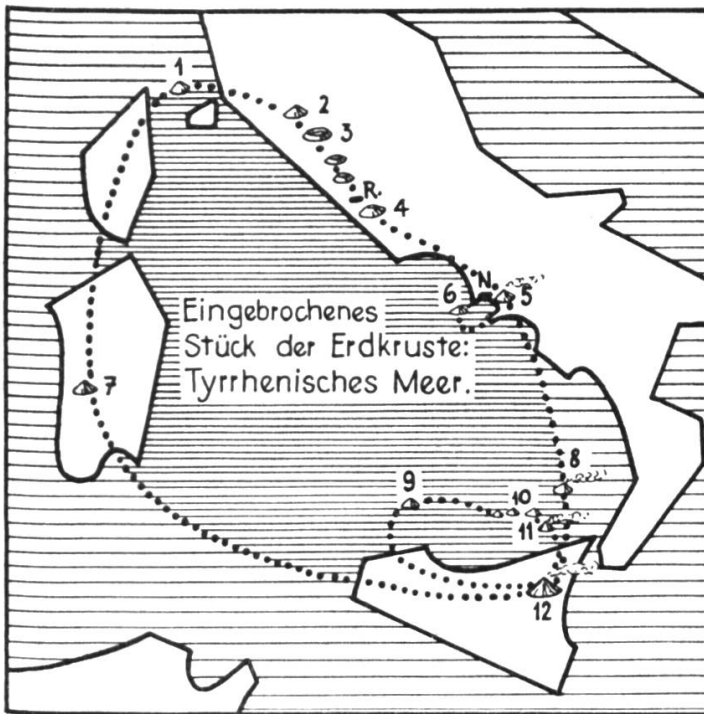 1
2
3
R.
4
N
6
5
Eingebrochenes
Stück der Erdkruste:
Tyrrhenisches Meer.
7
8
9
10
11
12